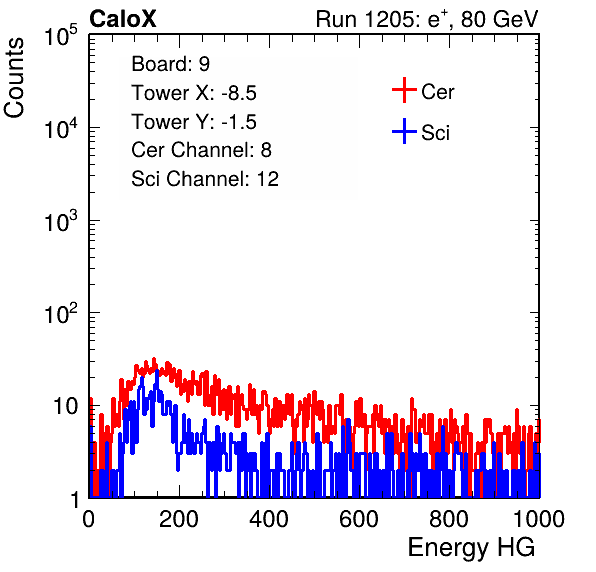 CaloX Run 1205: e⁺, 80 GeV
Counts
Board: 9
Tower X: -8.5
Tower Y: -1.5
Cer Channel: 8
Sci Channel: 12
Cer
Sci
10⁵
10⁴
10³
10²
10
1
0 200 400 600 800 1000
Energy HG